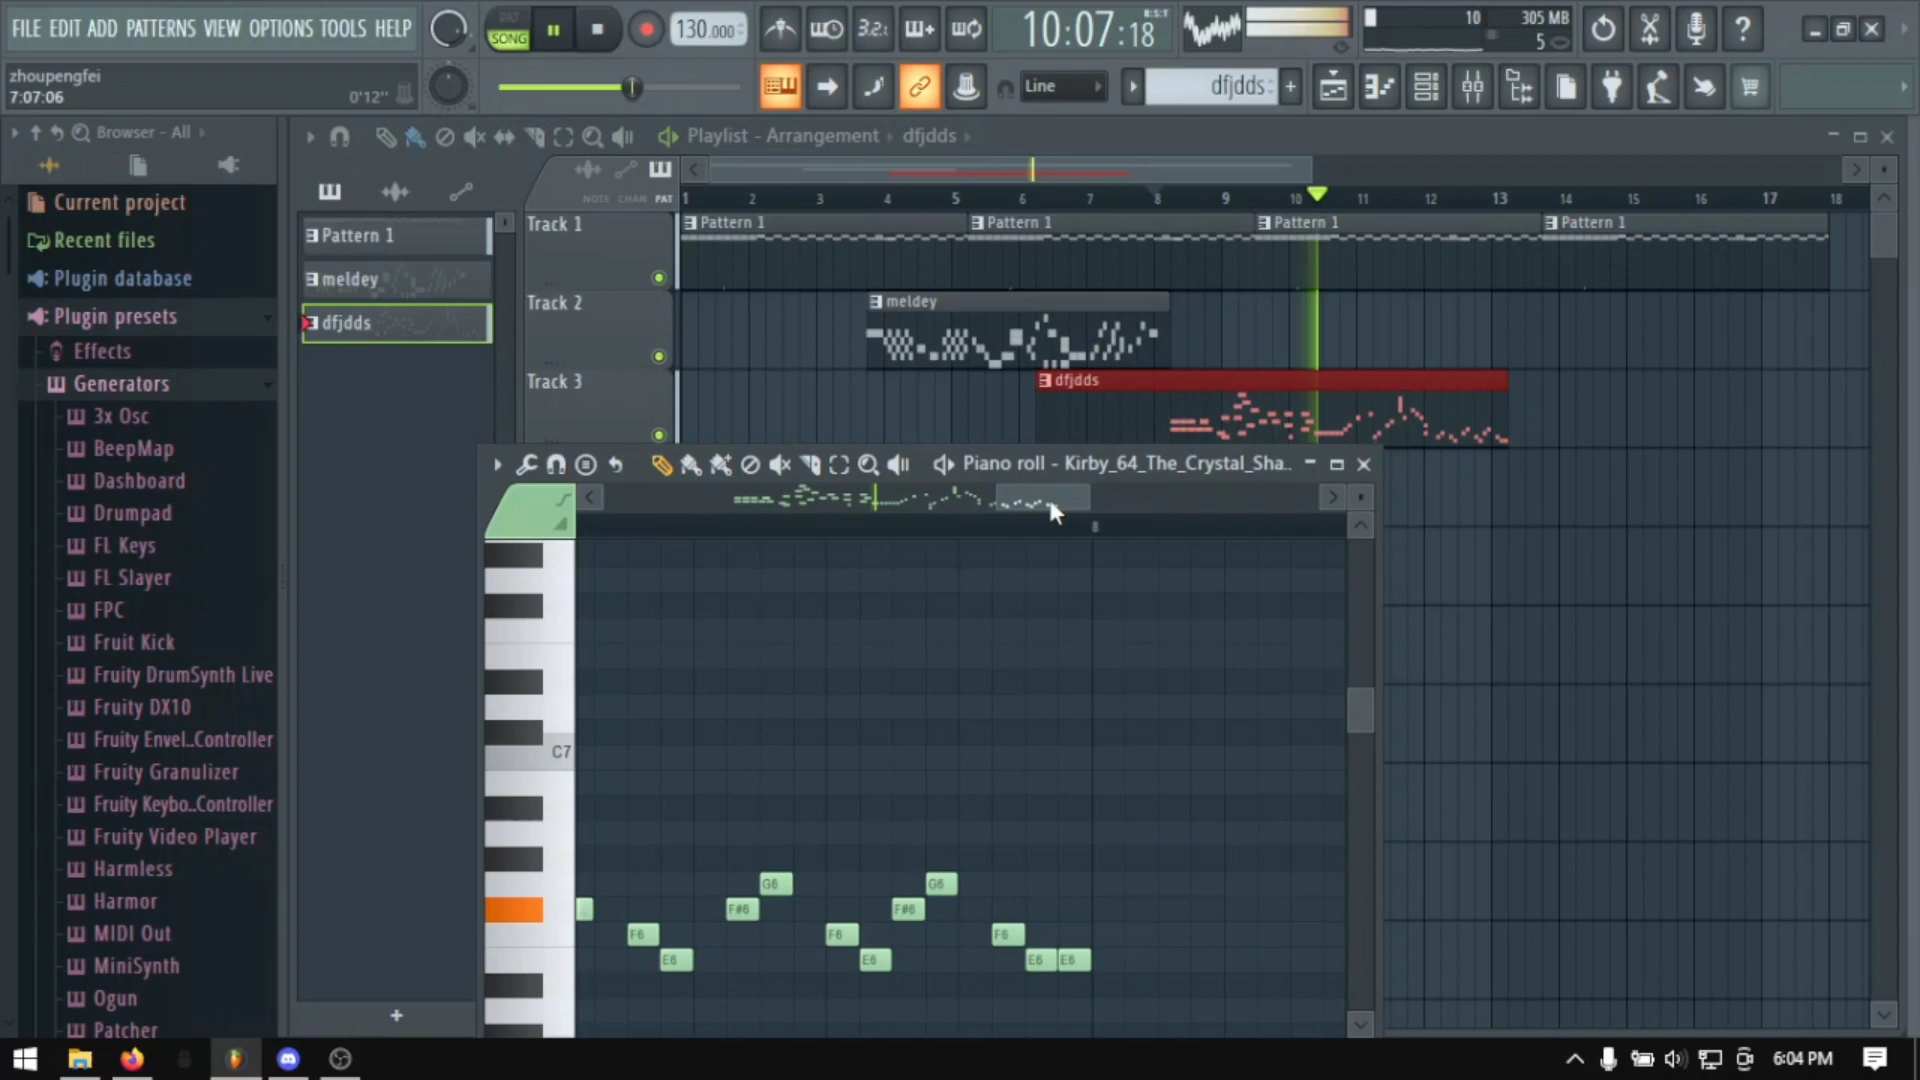 FILE EDIT ADD PATTERNS VIEW OPTIONS TOOLS HELP
PAT
SONG
130.000
3.2.
10:07:18
B:S:T
10
305 MB
5
zhoupengfei
7:07:06
0'12"
Line
dfjdds
Browser - All
Playlist - Arrangement
dfjdds
Current project
Recent files
Plugin database
Plugin presets
Effects
Generators
3x Osc
BeepMap
Dashboard
Drumpad
FL Keys
FL Slayer
FPC
Fruit Kick
Fruity DrumSynth Live
Fruity DX10
Fruity Envel..Controller
Fruity Granulizer
Fruity Keybo..Controller
Fruity Video Player
Harmless
Harmor
MIDI Out
MiniSynth
Ogun
Patcher
Pattern 1
meldey
dfjdds
NOTE CHAN PAT
1 2 3 4 5 6 7 8 9 10 11 12 13 14 15 16 17 18
Track 1
Pattern 1
Pattern 1
Pattern 1
Pattern 1
Track 2
meldey
Track 3
dfjdds
Piano roll - Kirby_64_The_Crystal_Sha..
8
C7
G6
G6
F#6
F#6
F6
F6
F6
E6
E6
E6
E6
6:04 PM